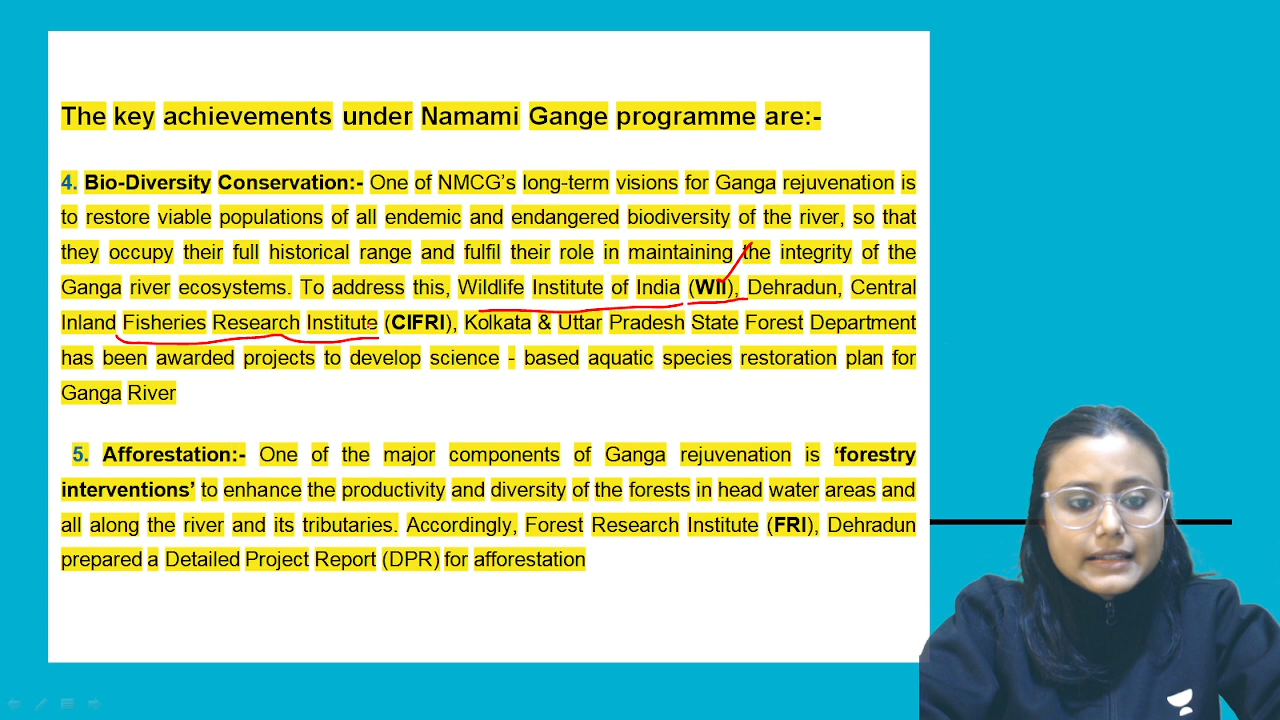 The key achievements under Namami Gange programme are:-
4. Bio-Diversity Conservation:- One of NMCG's long-term visions for Ganga rejuvenation is
to restore viable populations of all endemic and endangered biodiversity of the river, so that
they occupy their full historical range and fulfil their role in maintaining the integrity of the
Ganga river ecosystems. To address this, Wildlife Institute of India (WII), Dehradun, Central
Inland Fisheries Research Institute (CIFRI), Kolkata & Uttar Pradesh State Forest Department
has been awarded projects to develop science - based aquatic species restoration plan for
Ganga River
5. Afforestation:- One of the major components of Ganga rejuvenation is ‘forestry
interventions’ to enhance the productivity and diversity of the forests in head water areas and
all along the river and its tributaries. Accordingly, Forest Research Institute (FRI), Dehradun
prepared a Detailed Project Report (DPR) for afforestation